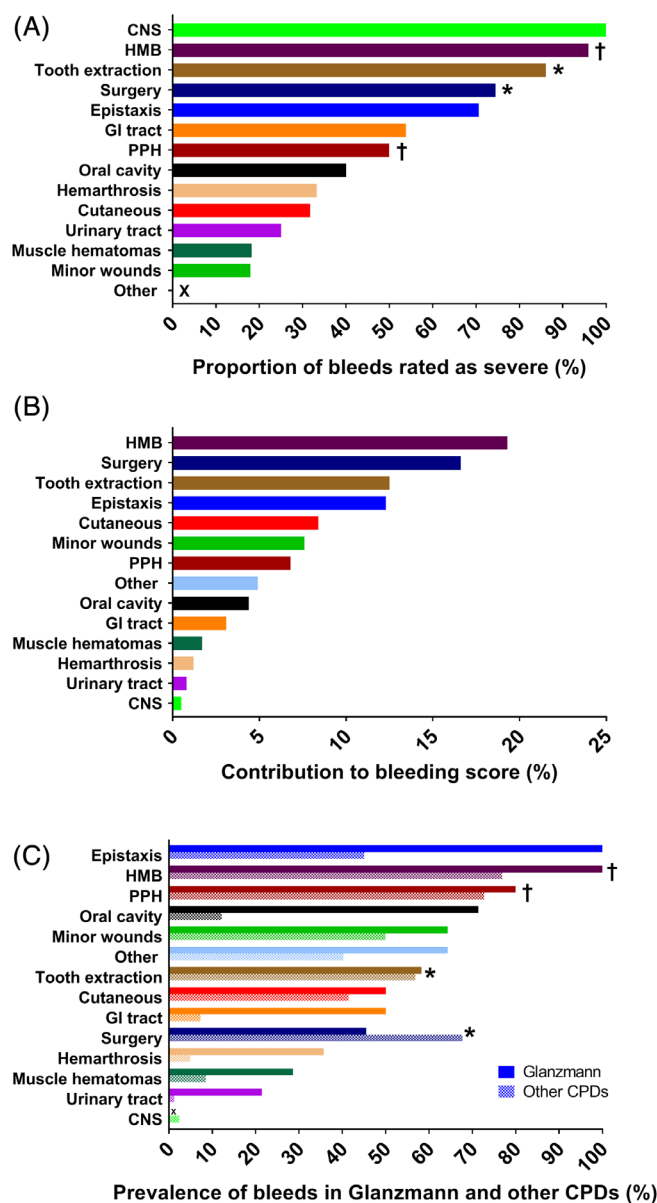 (A)
CNS
HMB †
Tooth extraction *
Surgery *
Epistaxis
GI tract
PPH †
Oral cavity
Hemarthrosis
Cutaneous
Urinary tract
Muscle hematomas
Minor wounds
Other x
0 10 20 30 40 50 60 70 80 90 100
Proportion of bleeds rated as severe (%)
(B)
HMB
Surgery
Tooth extraction
Epistaxis
Cutaneous
Minor wounds
PPH
Other
Oral cavity
GI tract
Muscle hematomas
Hemarthrosis
Urinary tract
CNS
0 5 10 15 20 25
Contribution to bleeding score (%)
(C)
Epistaxis
HMB †
PPH †
Oral cavity
Minor wounds
Other
Tooth extraction *
Cutaneous
GI tract
Surgery *
Hemarthrosis
Glanzmann
Muscle hematomas
Other CPDs
Urinary tract
CNS x
0 10 20 30 40 50 60 70 80 90 100
Prevalence of bleeds in Glanzmann and other CPDs (%)